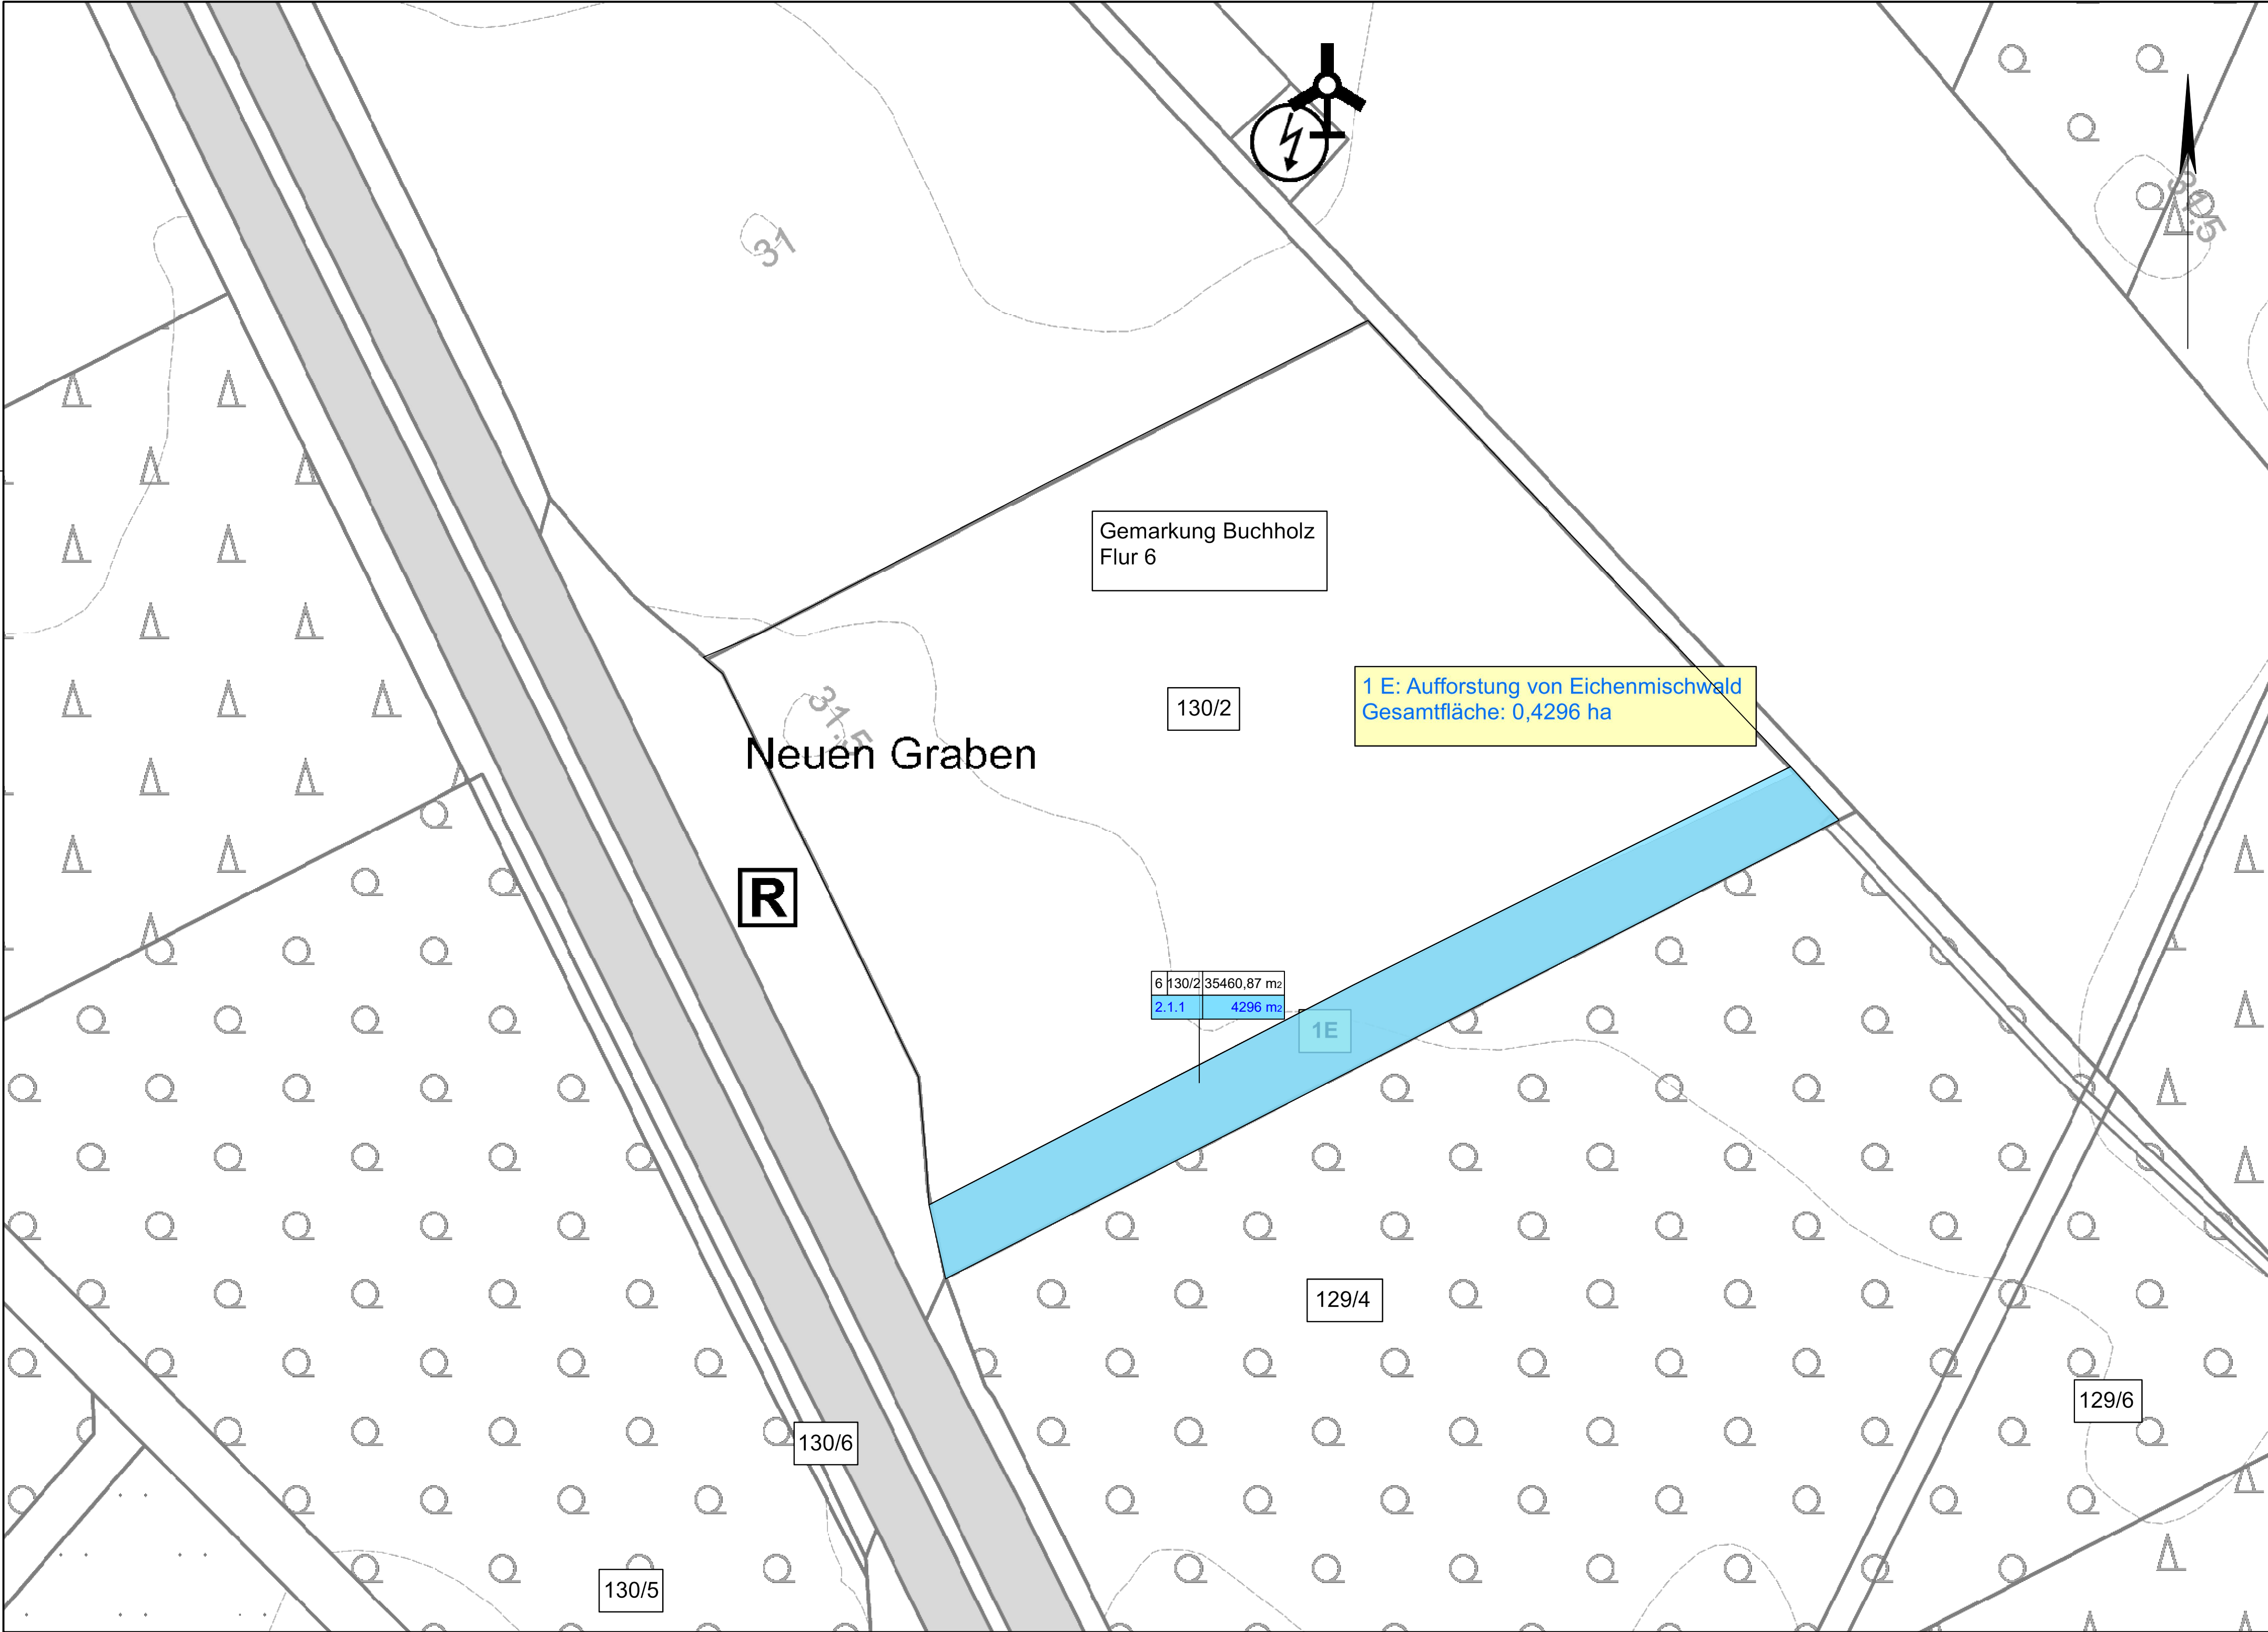 31
31.5
Gemarkung Buchholz
Flur 6
1 E: Aufforstung von Eichenmischwald
Gesamtfläche: 0,4296 ha
130/2
31.5
Neuen Graben
R
6 130/2 35460,87 m2
2.1.1 4296 m2
1E
129/4
129/6
130/6
130/5